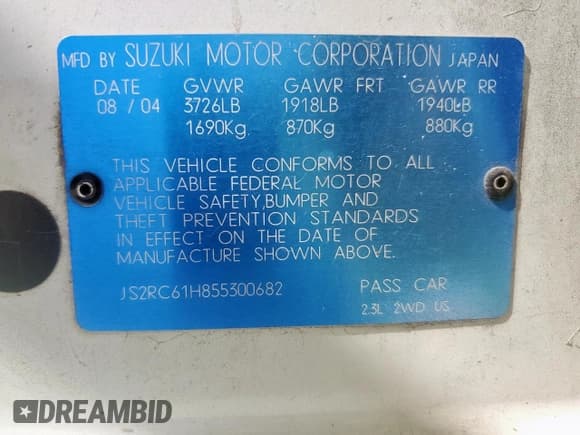 MFD BY SUZUKI MOTOR CORPORATION JAPAN
DATE GVWR GAWR FRT GAWR RR
08 / 04 3726LB 1918LB 1940LB
1690Kg 870Kg 880Kg
THIS VEHICLE CONFORMS TO ALL
APPLICABLE FEDERAL MOTOR
VEHICLE SAFETY,BUMPER AND
THEFT PREVENTION STANDARDS
IN EFFECT ON THE DATE OF
MANUFACTURE SHOWN ABOVE.
JS2RC61H855300682 PASS CAR
2.3L 2WD US
DREAMBID